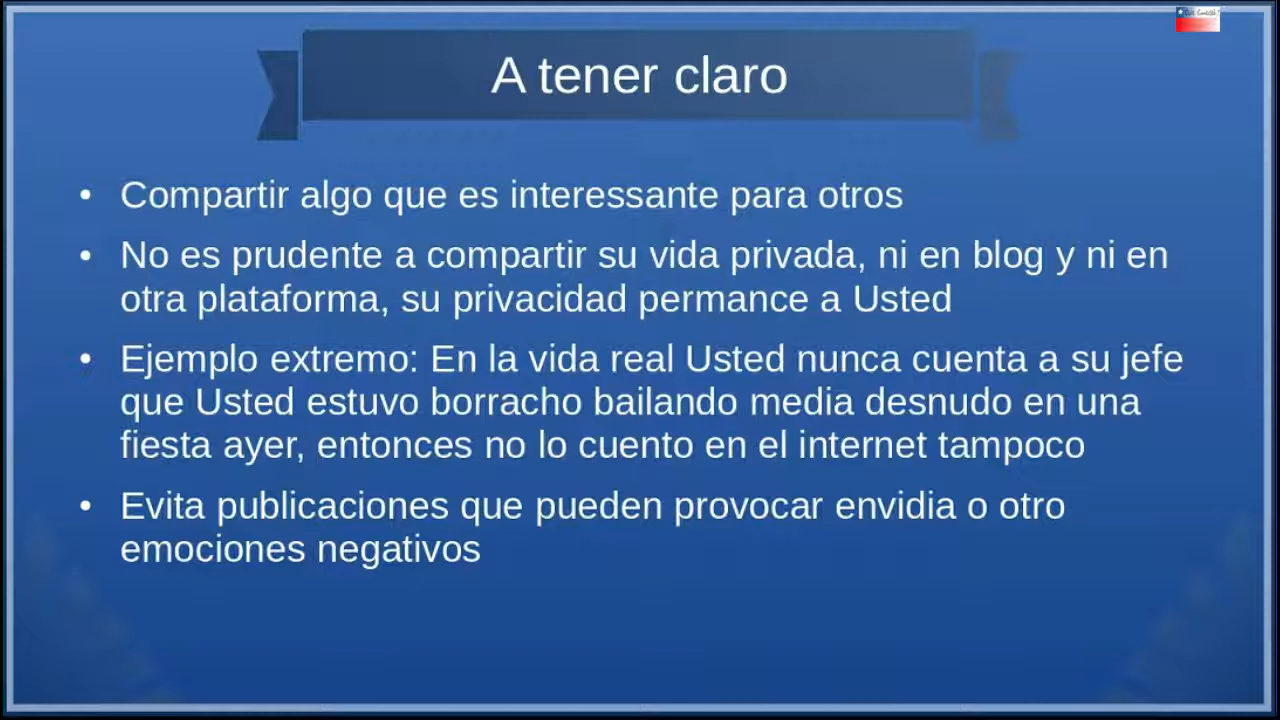 A tener claro
• Compartir algo que es interessante para otros
• No es prudente a compartir su vida privada, ni en blog y ni en
otra plataforma, su privacidad permance a Usted
• Ejemplo extremo: En la vida real Usted nunca cuenta a su jefe
que Usted estuvo borracho bailando media desnudo en una
fiesta ayer, entonces no lo cuento en el internet tampoco
• Evita publicaciones que pueden provocar envidia o otro
emociones negativos